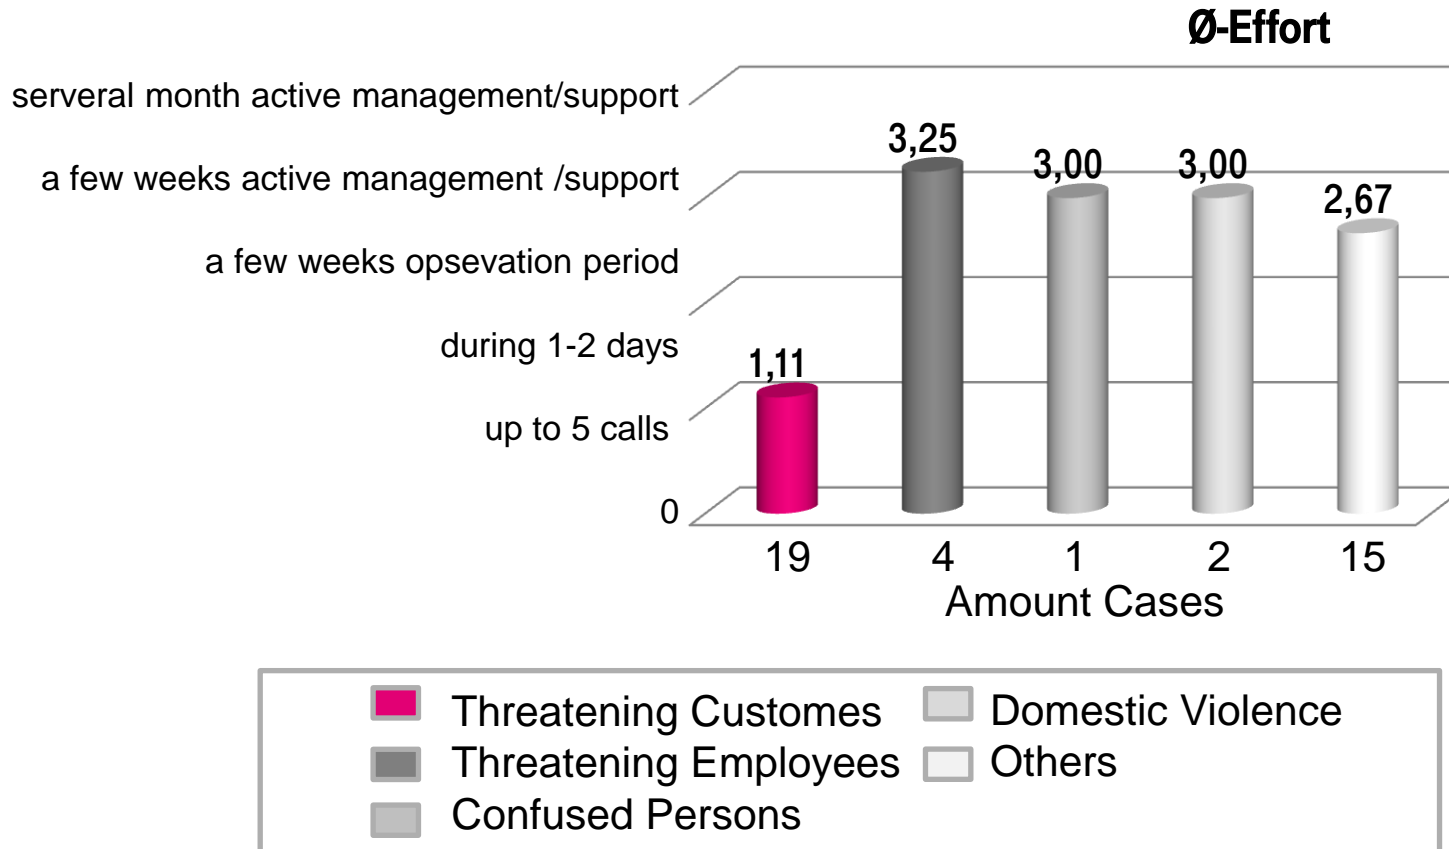 Ø-Effort
serveral month active management/support
a few weeks active management /support
a few weeks opsevation period
during 1-2 days
up to 5 calls
0
1,11
3,25
3,00
3,00
2,67
19 4 1 2 15
Amount Cases
Threatening Customes
Threatening Employees
Confused Persons
Domestic Violence
Others